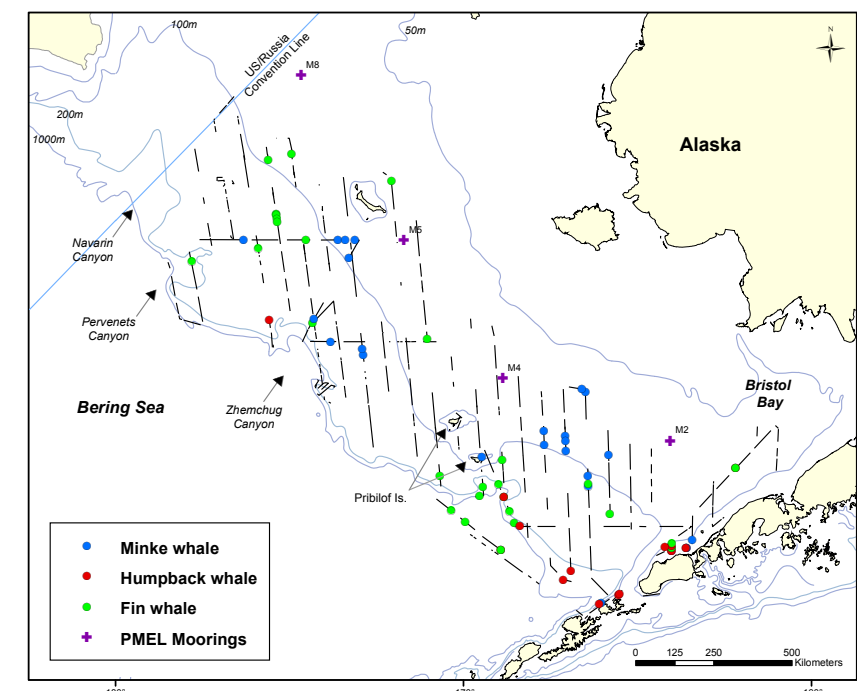 100m
50m
N
US/Russia
Convention Line
M8
200m
1000m
Alaska
Navarin
Canyon
M5
Pervenets
Canyon
M4
Bering Sea
Zhemchug
Canyon
Bristol
Bay
M2
Pribilof Is.
Minke whale
Humpback whale
Fin whale
PMEL Moorings
0 125 250 500
Kilometers